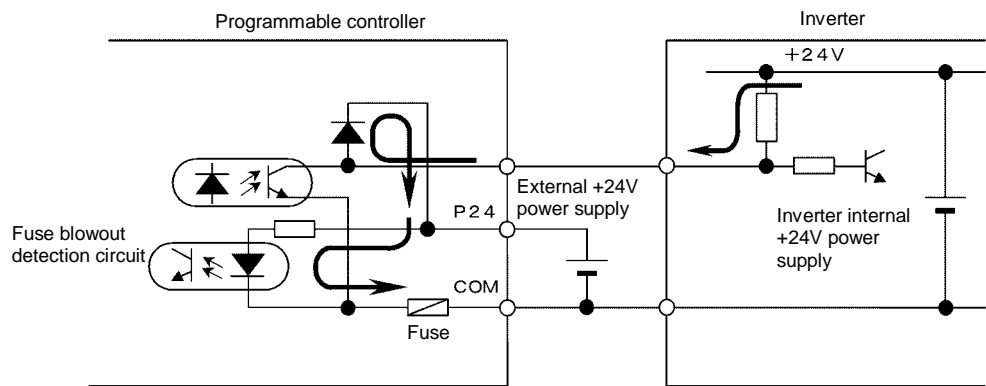 Programmable controller
Inverter
+24V
External +24V
power supply
P24
Inverter internal
+24V power
supply
Fuse blowout
detection circuit
COM
Fuse